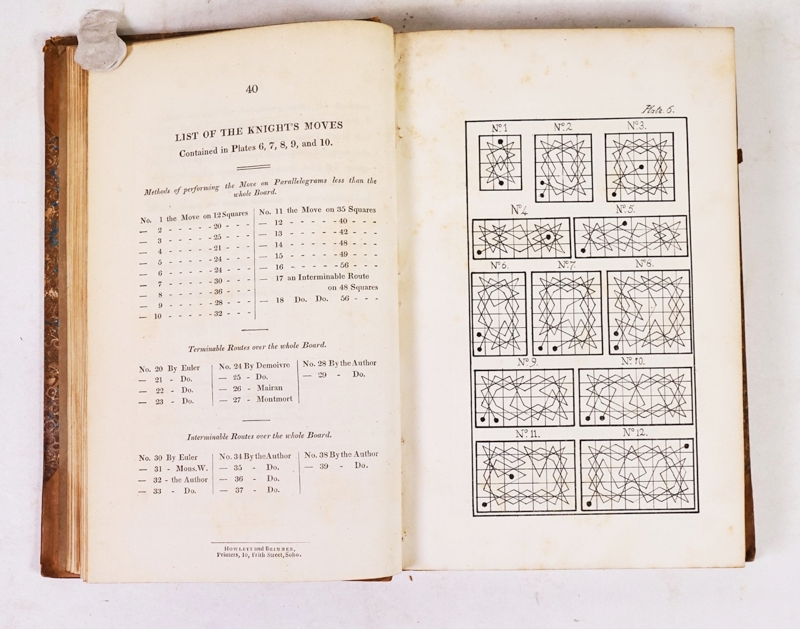 40
LIST OF THE KNIGHT'S MOVES
Contained in Plates 6, 7, 8, 9, and 10.
Methods of performing the Move on Parallelograms less than the
whole Board.
No. 1 the Move on 12 Squares
— 2 - - - - - -20 - - -
— 3 - - - - - -25 - - -
— 4 - - - - - -21 - - -
— 5 - - - - - -24 - - -
— 6 - - - - - -24 - - -
— 7 - - - - - -30 - - -
— 8 - - - - - -36 - - -
— 9 - - - - - -28 - - -
— 10 - - - - - -32 - - -
No. 11 the Move on 35 Squares
— 12 - - - - - -40 - - -
— 13 - - - - - -42 - - -
— 14 - - - - - -48 - - -
— 15 - - - - - -49 - - -
— 16 - - - - - -56 - - -
— 17 an Interminable Route
on 48 Squares
— 18 Do. Do. 56 - - -
Terminable Routes over the whole Board.
No. 20 By Euler
— 21 - Do.
— 22 - Do.
— 23 - Do.
No. 24 By Demoivre
— 25 - Do.
— 26 - Mairan
— 27 - Montmort
No. 28 By the Author
— 29 - Do.
Interminable Routes over the whole Board.
No. 30 By Euler
— 31 - Mons. W.
— 32 - the Author
— 33 - Do.
No. 34 By the Author
— 35 - Do.
— 36 - Do.
— 37 - Do.
No. 38 By the Author
— 39 - Do.
HOWLETT and BRIMMER,
Printers, 10, Frith Street, Soho.
Plate 6.
No. 1
No. 2
No. 3.
No. 4
No. 5.
No. 6.
No. 7.
No. 8.
No. 9.
No. 10.
No. 11.
No. 12.